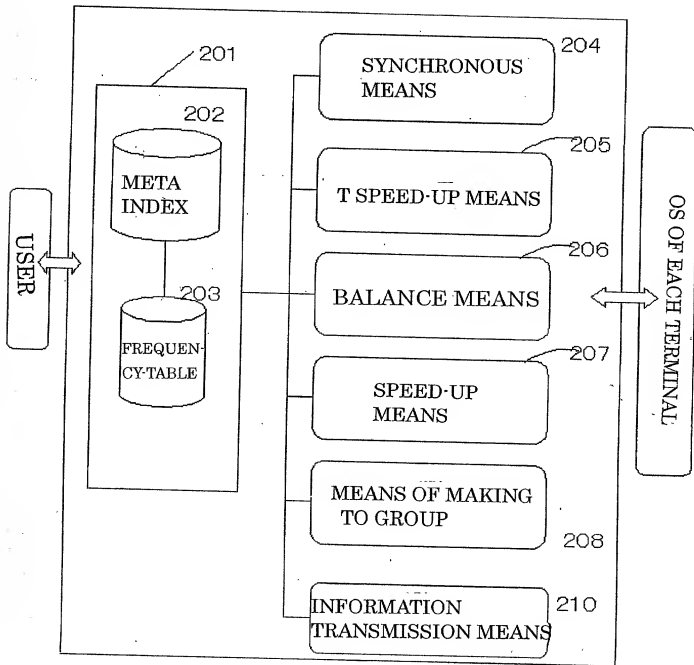 201
202
META
INDEX
203
FREQUEN-
CY-TABLE
USER
204
SYNCHRONOUS
MEANS
205
T SPEED-UP MEANS
206
BALANCE MEANS
207
SPEED-UP
MEANS
MEANS OF MAKING
TO GROUP
208
210
INFORMATION
TRANSMISSION MEANS
OS OF EACH TERMINAL